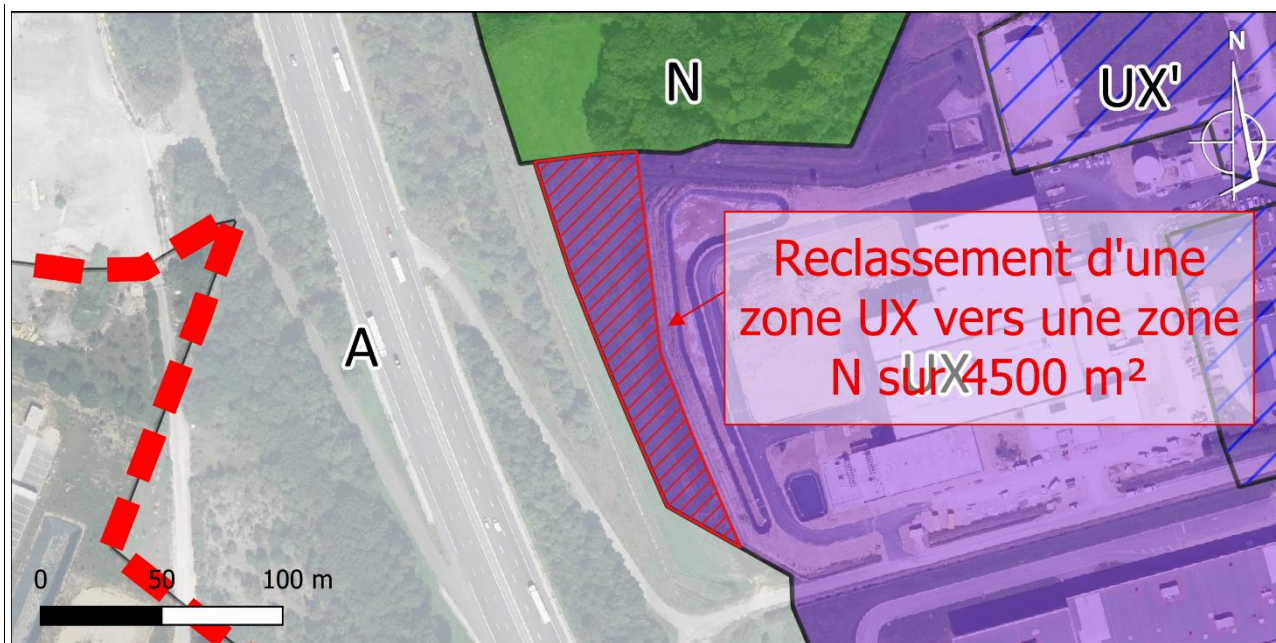 N
UX'
N
Reclassement d'une
zone UX vers une zone
N sur 4500 m²
UX
A
0 50 100 m